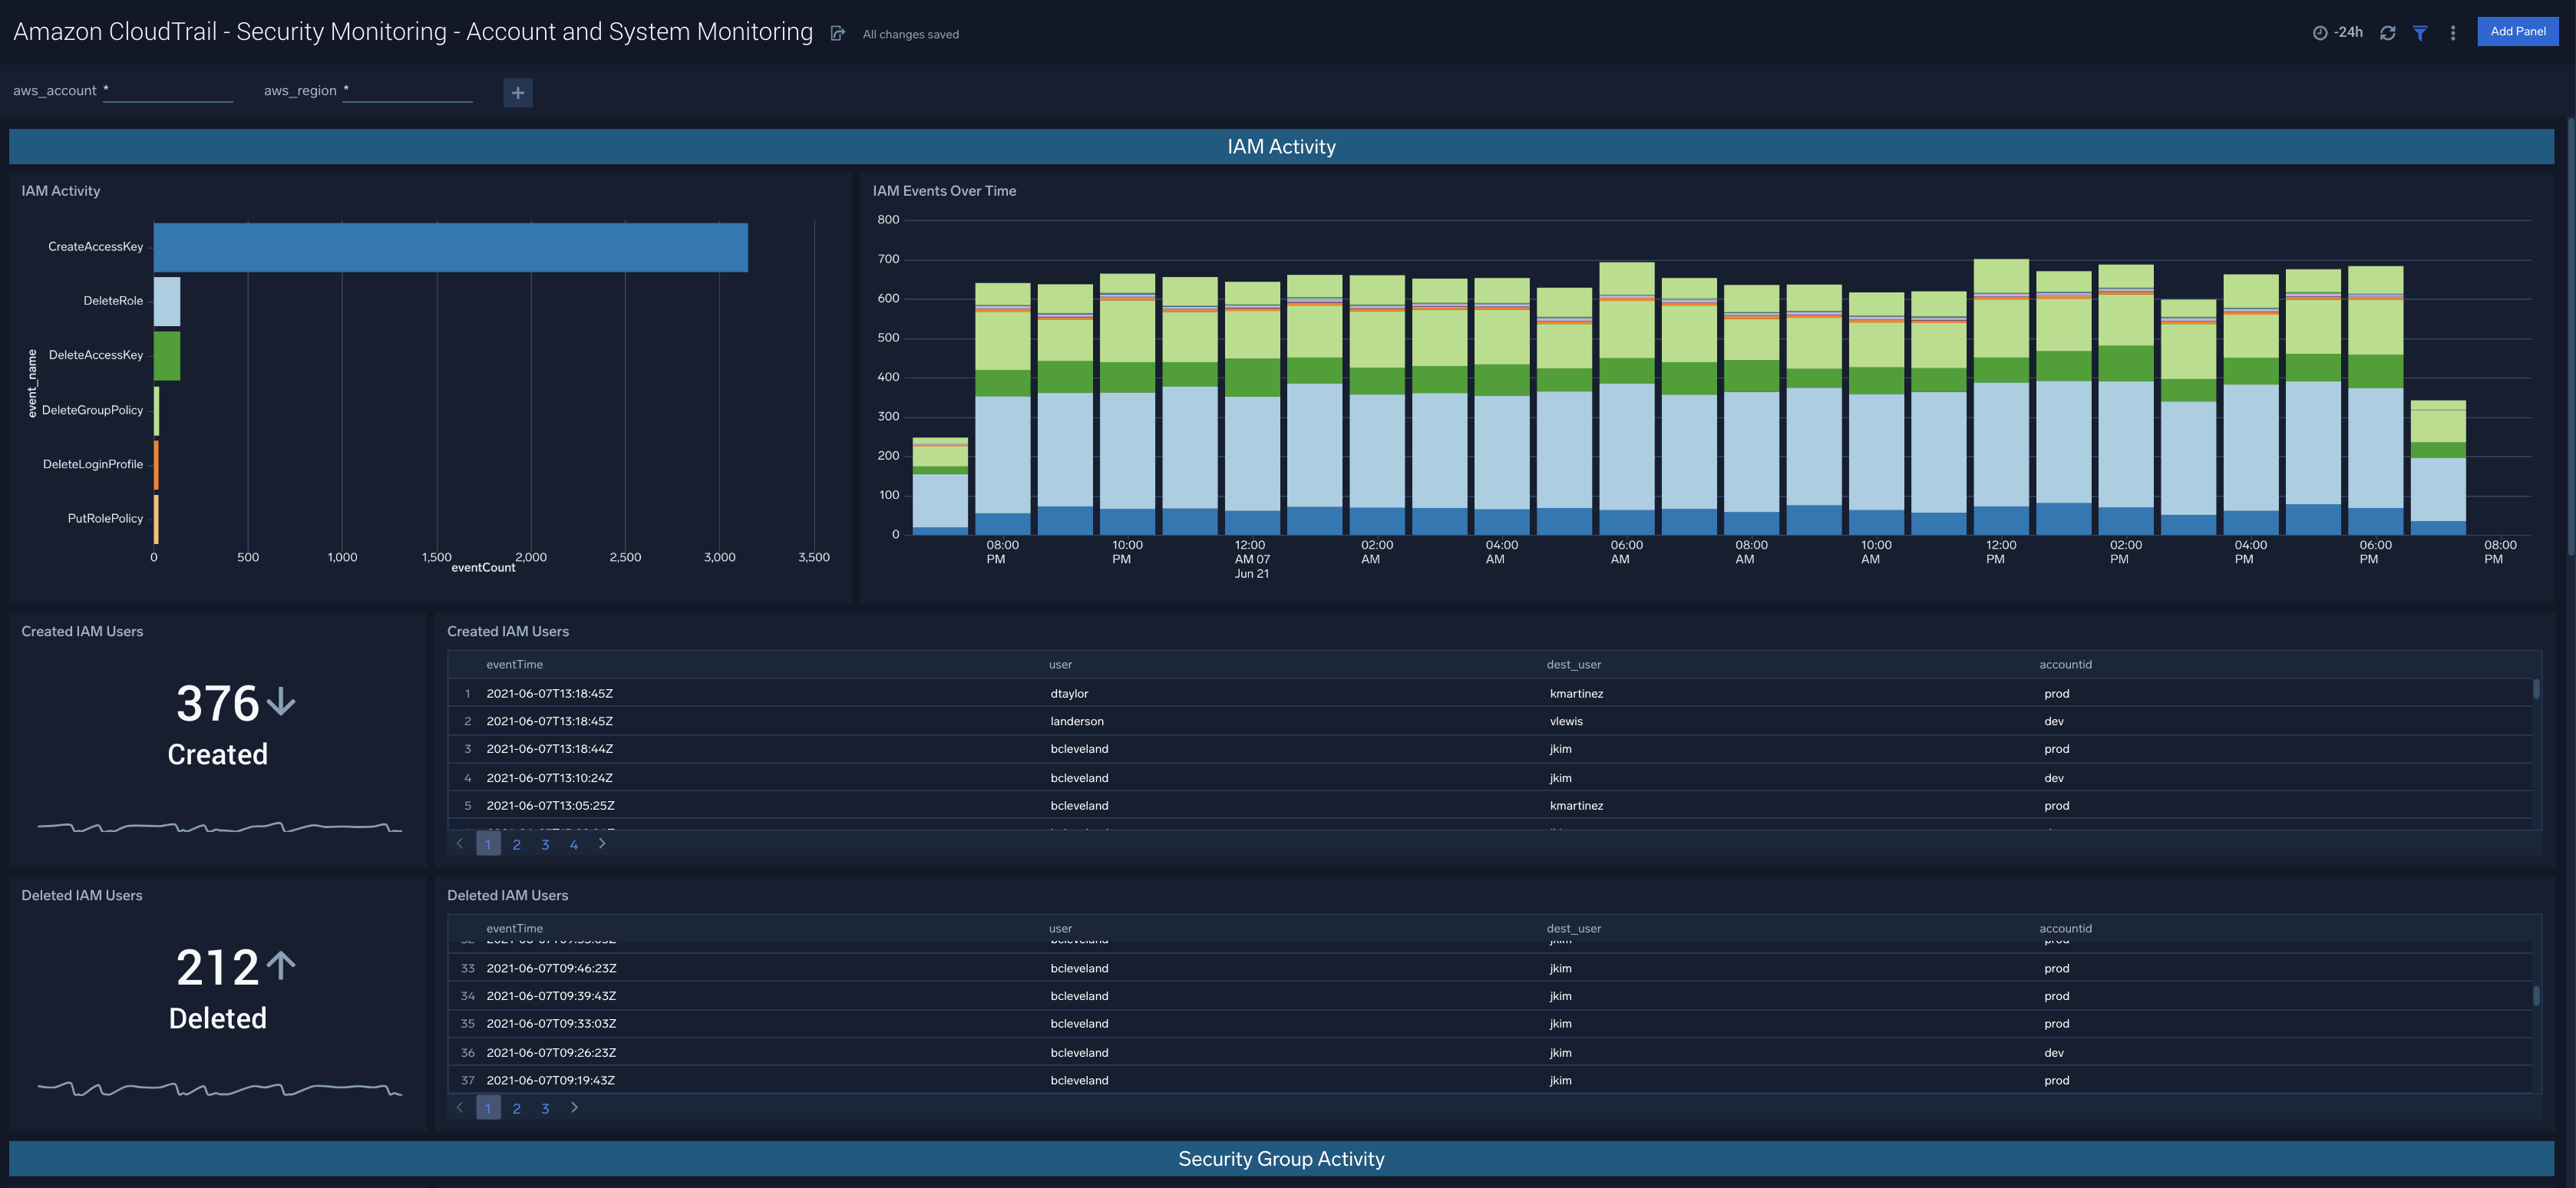 Amazon CloudTrail - Security Monitoring - Account and System Monitoring All changes saved -24h Add Panel
aws_account * aws_region * +
IAM Activity
IAM Activity
event_name
CreateAccessKey
DeleteRole
DeleteAccessKey
DeleteGroupPolicy
DeleteLoginProfile
PutRolePolicy
0 500 1,000 1,500 2,000 2,500 3,000 3,500
eventCount
IAM Events Over Time
800
700
600
500
400
300
200
100
0
08:00 10:00 12:00 02:00 04:00 06:00 08:00 10:00 12:00 02:00 04:00 06:00 08:00
PM PM AM 07 AM AM AM AM AM PM PM PM PM PM
Jun 21
Created IAM Users
376
Created
Created IAM Users
eventTime user dest_user accountid
1 2021-06-07T13:18:45Z dtaylor kmartinez prod
2 2021-06-07T13:18:45Z landerson vlewis dev
3 2021-06-07T13:18:44Z bcleveland jkim prod
4 2021-06-07T13:10:24Z bcleveland jkim dev
5 2021-06-07T13:05:25Z bcleveland kmartinez prod
1 2 3 4
Deleted IAM Users
212
Deleted
Deleted IAM Users
eventTime user dest_user accountid
33 2021-06-07T09:46:23Z bcleveland jkim prod
34 2021-06-07T09:39:43Z bcleveland jkim prod
35 2021-06-07T09:33:03Z bcleveland jkim prod
36 2021-06-07T09:26:23Z bcleveland jkim dev
37 2021-06-07T09:19:43Z bcleveland jkim prod
1 2 3
Security Group Activity